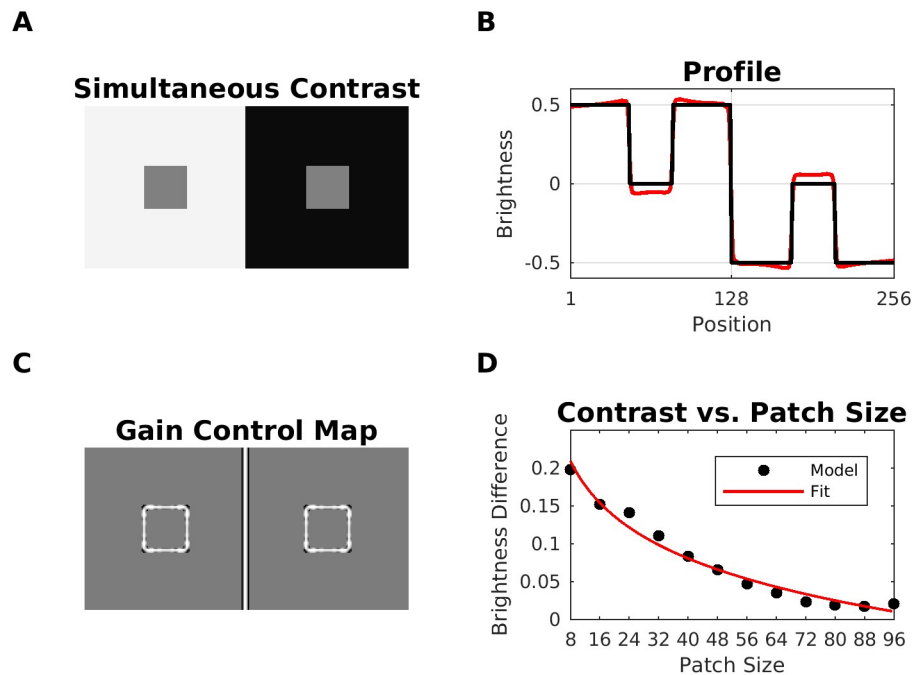 A
Simultaneous Contrast
B
Profile
Brightness
0.5
0
-0.5
1
128
256
Position
C
Gain Control Map
D
Contrast vs. Patch Size
Brightness Difference
0.2
0.15
0.1
0.05
0
Model
Fit
8 16 24 32 40 48 56 64 72 80 88 96
Patch Size